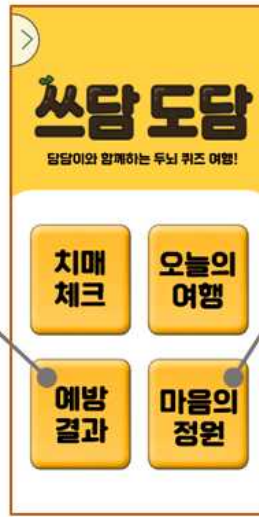 쓰담 도담
담담이와 함께하는 두뇌 퀴즈 여행!
치매
체크
오늘의
여행
예방
결과
마음의
정원